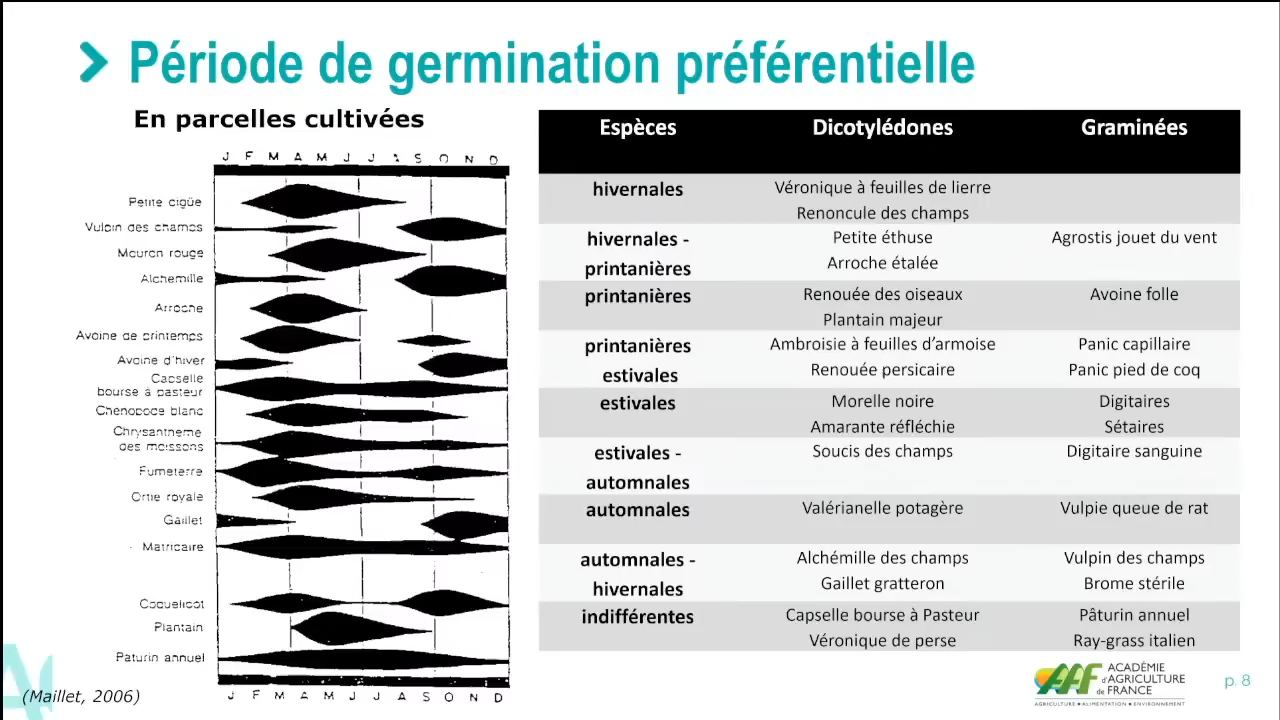 Période de germination préférentielle
En parcelles cultivées
J F M A M J J A S O N D
Petite cigüe
Vulpin des champs
Mouron rouge
Alchemille
Arroche
Avoine de printemps
Avoine d'hiver
Capselle
bourse à pasteur
Chenopode blanc
Chrysantheme
des moissons
Fumeterre
Ortie royale
Gaillet
Matricaire
Coquelicot
Plantain
Paturin annuel
J F M A M J J A S O N D
(Maillet, 2006)
Espèces Dicotylédones Graminées
hivernales Véronique à feuilles de lierre
Renoncule des champs
hivernales - Petite éthuse Agrostis jouet du vent
printanières Arroche étalée
printanières Renouée des oiseaux Avoine folle
Plantain majeur
printanières Ambroisie à feuilles d'armoise Panic capillaire
estivales Renouée persicaire Panic pied de coq
estivales Morelle noire Digitaires
Amarante réfléchie Sétaires
estivales - Soucis des champs Digitaire sanguine
automnales
automnales Valérianelle potagère Vulpie queue de rat
automnales - Alchémille des champs Vulpin des champs
hivernales Gaillet gratteron Brome stérile
indifférentes Capselle bourse à Pasteur Pâturin annuel
Véronique de perse Ray-grass italien
AAF ACADÉMIE
d'AGRICULTURE
de FRANCE
AGRICULTURE • ALIMENTATION • ENVIRONNEMENT
p. 8